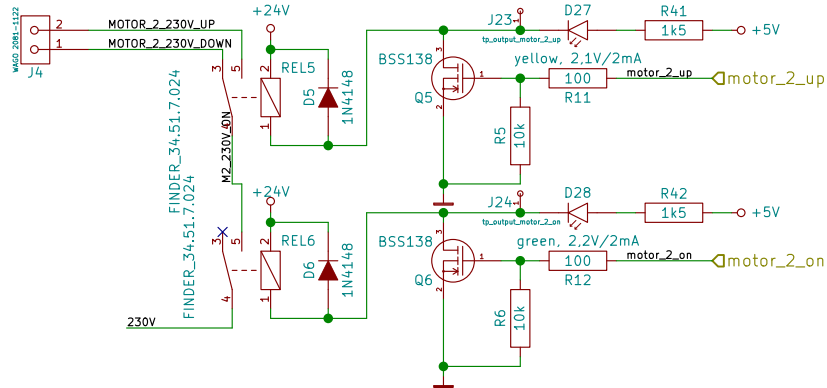 WAGO 2081-1122
2
1
J4
MOTOR_2_230V_UP
MOTOR_2_230V_DOWN
+24V
3
5
4
M2_230V_ON
FINDER_34.51.7.024
2
1
REL5
D5
1N4148
BSS138
Q5
3
1
2
J23
1
tp_output_motor_2_up
D27
yellow, 2,1V/2mA
R41
1k5
+5V
100
R11
motor_2_up
motor_2_up
R5
10k
+24V
3
5
4
FINDER_34.51.7.024
230V
2
1
REL6
D6
1N4148
BSS138
Q6
3
1
2
J24
1
tp_output_motor_2_on
D28
green, 2,2V/2mA
R42
1k5
+5V
100
R12
motor_2_on
motor_2_on
R6
10k